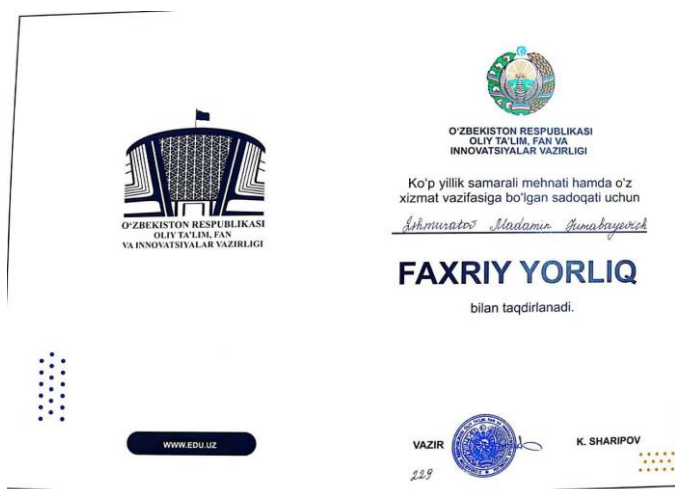 O'ZBEKISTON RESPUBLIKASI
OLIY TA'LIM, FAN
VA INNOVATSIYALAR VAZIRLIGI
WWW.EDU.UZ
O'ZBEKISTON RESPUBLIKASI
OLIY TA'LIM, FAN VA
INNOVATSIYALAR VAZIRLIGI
Ko'p yillik samarali mehnati hamda o'z
xizmat vazifasiga bo'lgan sadoqati uchun
Ishmuratov Madamin Jumabayevich
FAXRIY YORLIQ
bilan taqdirlanadi.
VAZIR
K. SHARIPOV
229